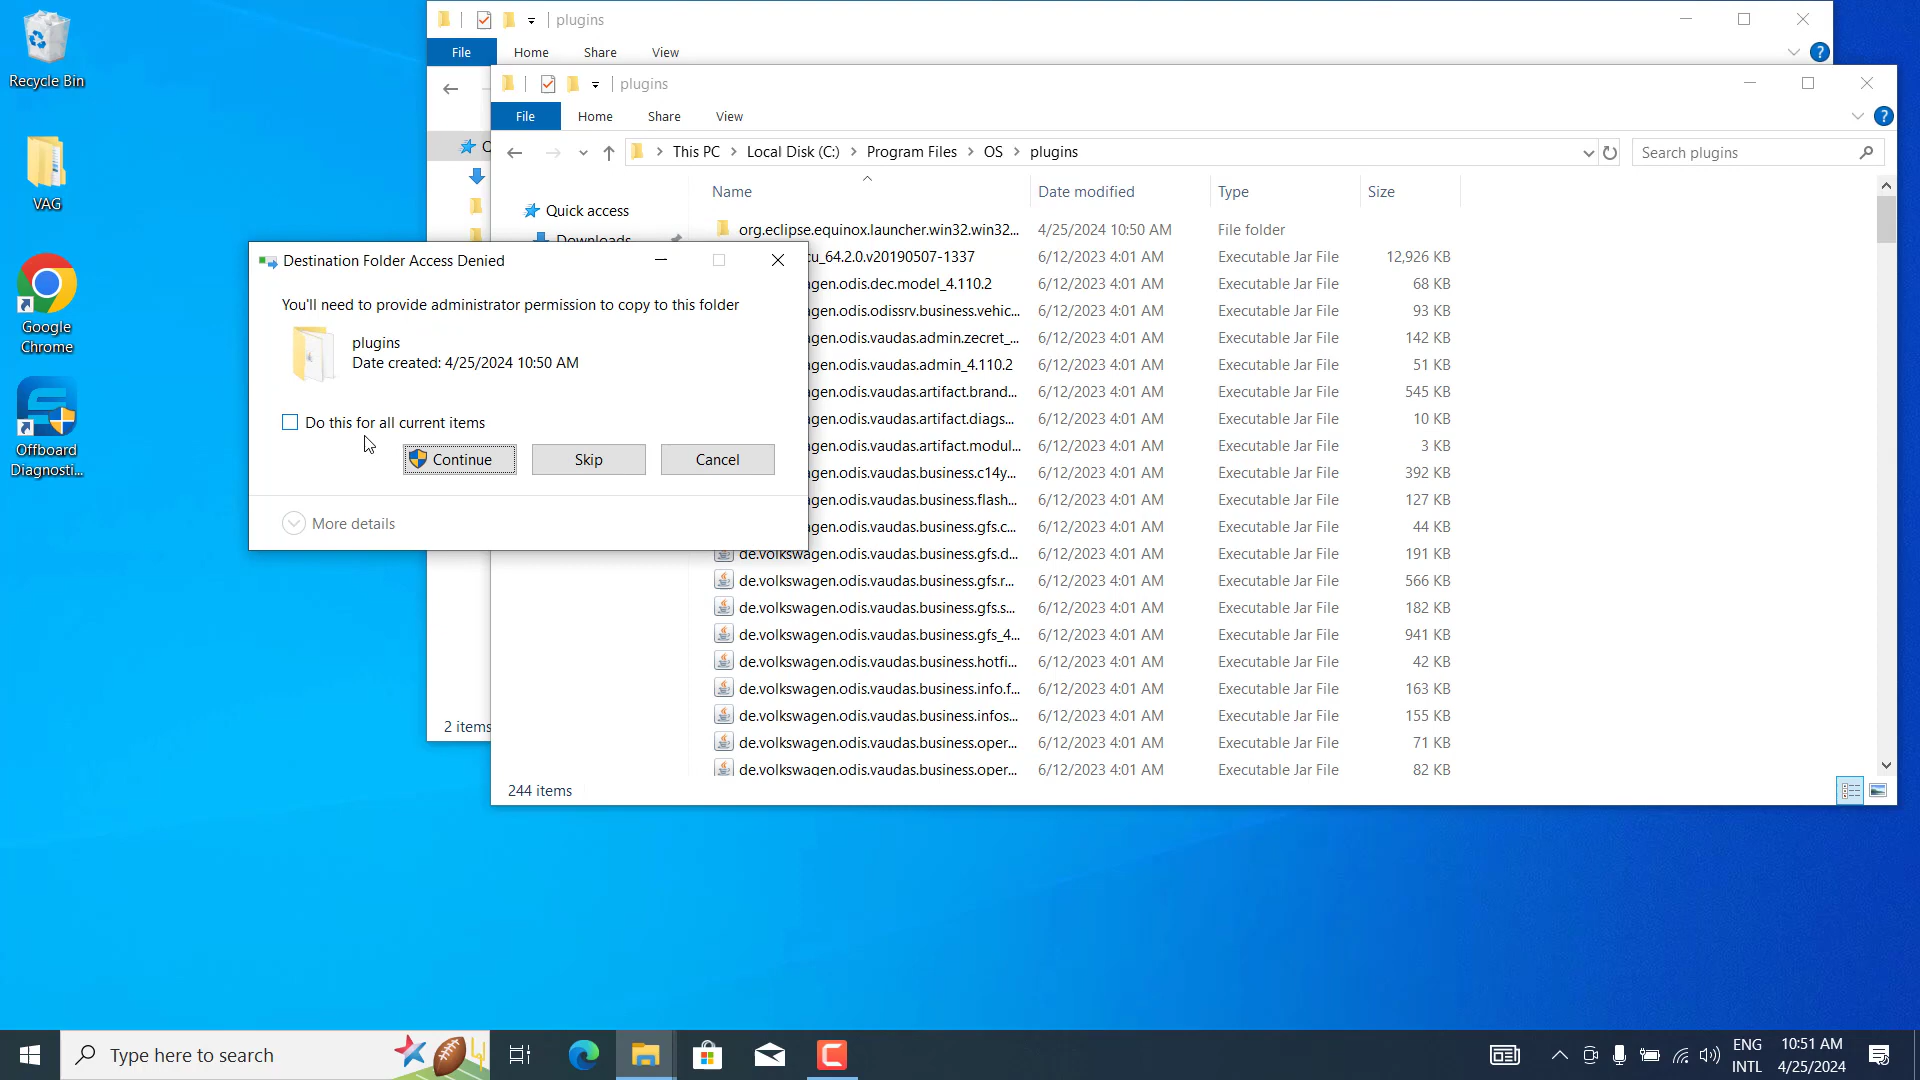 Recycle Bin
VAG
Google
Chrome
Offboard
Diagnosti...
plugins
File Home Share View
plugins
File Home Share View
This PC Local Disk (C:) Program Files OS plugins
Search plugins
Name Date modified Type Size
Quick access
Downloads
org.eclipse.equinox.launcher.win32.win32... 4/25/2024 10:50 AM File folder
cu_64.2.0.v20190507-1337 6/12/2023 4:01 AM Executable Jar File 12,926 KB
agen.odis.dec.model_4.110.2 6/12/2023 4:01 AM Executable Jar File 68 KB
agen.odis.odissrv.business.vehic... 6/12/2023 4:01 AM Executable Jar File 93 KB
agen.odis.vaudas.admin.zecret_... 6/12/2023 4:01 AM Executable Jar File 142 KB
agen.odis.vaudas.admin_4.110.2 6/12/2023 4:01 AM Executable Jar File 51 KB
agen.odis.vaudas.artifact.brand... 6/12/2023 4:01 AM Executable Jar File 545 KB
agen.odis.vaudas.artifact.diags... 6/12/2023 4:01 AM Executable Jar File 10 KB
agen.odis.vaudas.artifact.modul... 6/12/2023 4:01 AM Executable Jar File 3 KB
agen.odis.vaudas.business.c14y... 6/12/2023 4:01 AM Executable Jar File 392 KB
agen.odis.vaudas.business.flash... 6/12/2023 4:01 AM Executable Jar File 127 KB
agen.odis.vaudas.business.gfs.c... 6/12/2023 4:01 AM Executable Jar File 44 KB
de.volkswagen.odis.vaudas.business.gfs.d... 6/12/2023 4:01 AM Executable Jar File 191 KB
de.volkswagen.odis.vaudas.business.gfs.r... 6/12/2023 4:01 AM Executable Jar File 566 KB
de.volkswagen.odis.vaudas.business.gfs.s... 6/12/2023 4:01 AM Executable Jar File 182 KB
de.volkswagen.odis.vaudas.business.gfs_4... 6/12/2023 4:01 AM Executable Jar File 941 KB
de.volkswagen.odis.vaudas.business.hotfi... 6/12/2023 4:01 AM Executable Jar File 42 KB
de.volkswagen.odis.vaudas.business.info.f... 6/12/2023 4:01 AM Executable Jar File 163 KB
de.volkswagen.odis.vaudas.business.infos... 6/12/2023 4:01 AM Executable Jar File 155 KB
de.volkswagen.odis.vaudas.business.oper... 6/12/2023 4:01 AM Executable Jar File 71 KB
de.volkswagen.odis.vaudas.business.oper... 6/12/2023 4:01 AM Executable Jar File 82 KB
2 items
244 items
Destination Folder Access Denied
You'll need to provide administrator permission to copy to this folder
plugins
Date created: 4/25/2024 10:50 AM
Do this for all current items
Continue Skip Cancel
More details
Type here to search
ENG
INTL
10:51 AM
4/25/2024